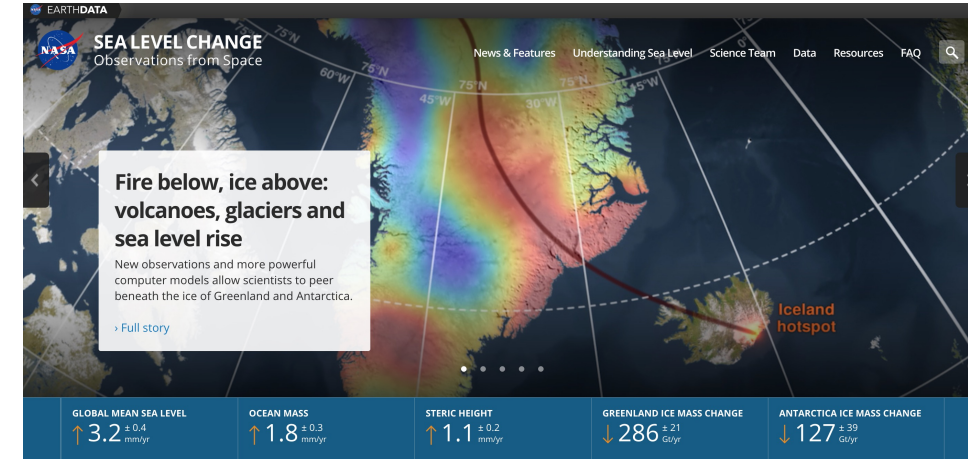 EARTHDATA
NASA
SEA LEVEL CHANGE
Observations from Space
News & Features Understanding Sea Level Science Team Data Resources FAQ
75°N
60°W 75°N 75°N 75°N 15°W
45°W 30°W
Fire below, ice above:
volcanoes, glaciers and
sea level rise
New observations and more powerful
computer models allow scientists to peer
beneath the ice of Greenland and Antarctica.
› Full story
Iceland
hotspot
GLOBAL MEAN SEA LEVEL
↑ 3.2 ± 0.4 mm/yr
OCEAN MASS
↑ 1.8 ± 0.3 mm/yr
STERIC HEIGHT
↑ 1.1 ± 0.2 mm/yr
GREENLAND ICE MASS CHANGE
↓ 286 ± 21 Gt/yr
ANTARCTICA ICE MASS CHANGE
↓ 127 ± 39 Gt/yr